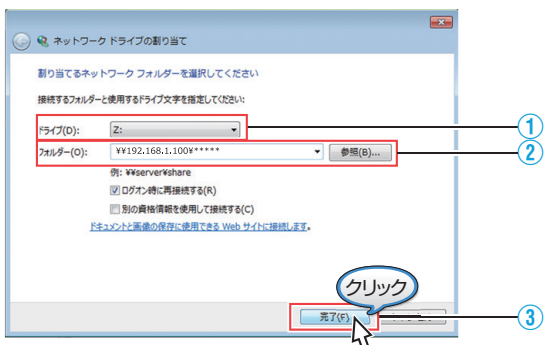 ネットワーク ドライブの割り当て
割り当てるネットワーク フォルダーを選択してください
接続するフォルダーと使用するドライブ文字を指定してください:
ドライブ(D): Z: ①
フォルダー(O): ¥¥192.168.1.100¥***** 参照(B)... ②
例: ¥¥server¥share
ログオン時に再接続する(R)
別の資格情報を使用して接続する(C)
ドキュメントと画像の保存に使用できる Web サイトに接続します。
クリック
完了(F) ③